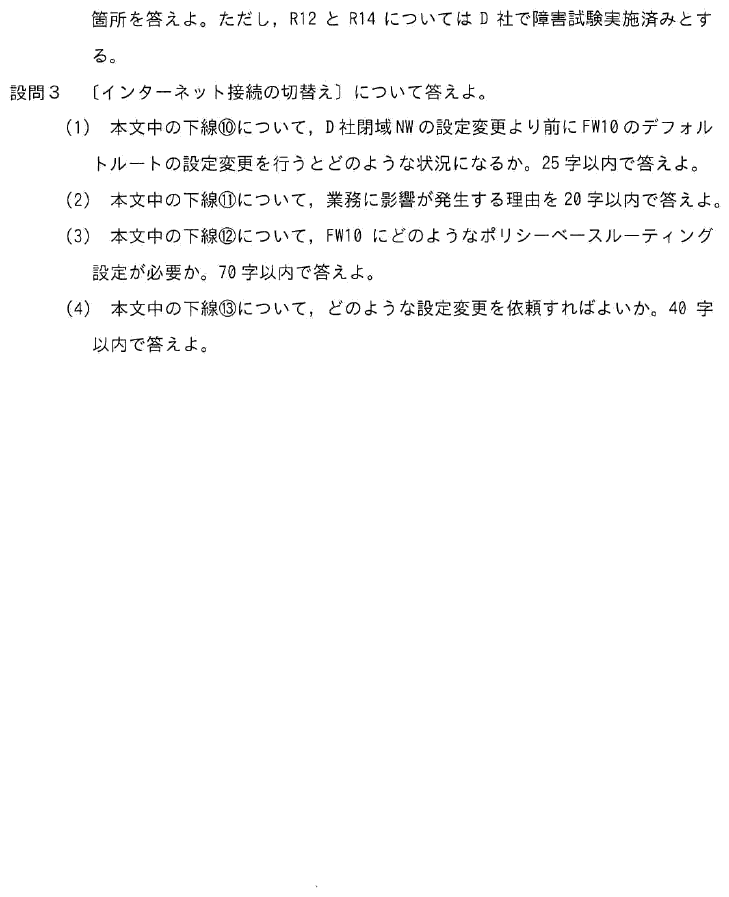 箇所を答えよ。ただし，R12 と R14 については D 社で障害試験実施済みとす
る。
設問３　〔インターネット接続の切替え〕について答えよ。
(1)　本文中の下線⑩について，D 社閉域 NW の設定変更より前に FW10 のデフォル
トルートの設定変更を行うとどのような状況になるか。25 字以内で答えよ。
(2)　本文中の下線⑪について，業務に影響が発生する理由を 20 字以内で答えよ。
(3)　本文中の下線⑫について，FW10 にどのようなポリシーベースルーティング
設定が必要か。70 字以内で答えよ。
(4)　本文中の下線⑬について，どのような設定変更を依頼すればよいか。40 字
以内で答えよ。